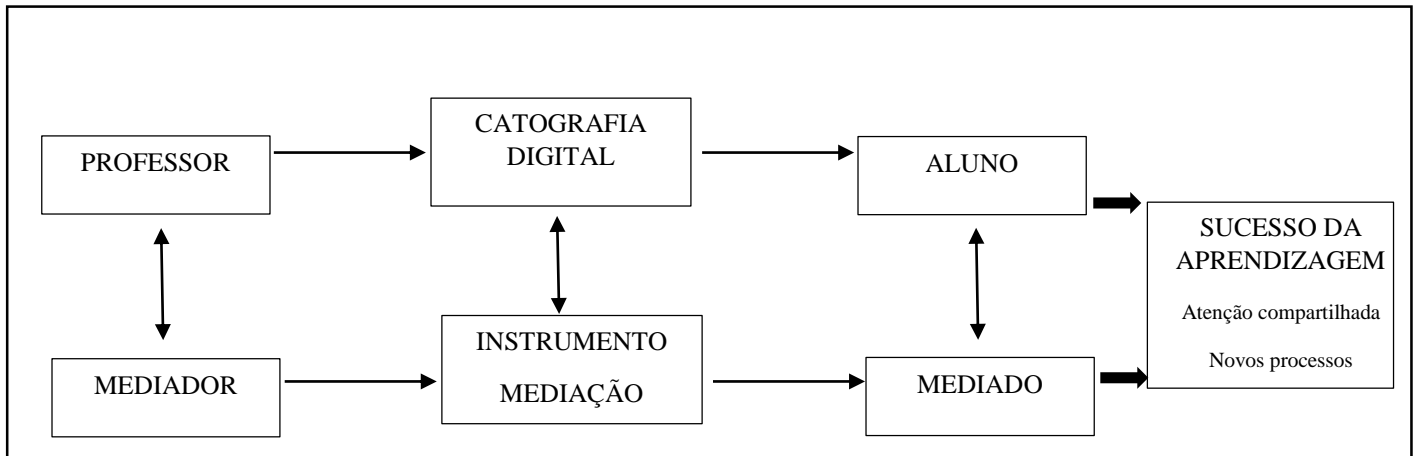 PROFESSOR
CATOGRAFIA
DIGITAL
ALUNO
SUCESSO DA
APRENDIZAGEM
Atenção compartilhada
Novos processos
MEDIADOR
INSTRUMENTO
MEDIAÇÃO
MEDIADO